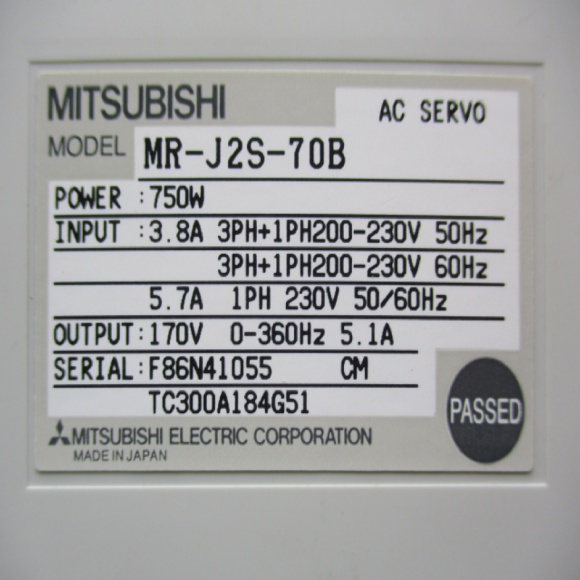 MITSUBISHI
AC SERVO
MODEL MR-J2S-70B
POWER : 750W
INPUT : 3.8A 3PH+1PH200-230V 50Hz
3PH+1PH200-230V 60Hz
5.7A 1PH 230V 50/60Hz
OUTPUT : 170V 0-360Hz 5.1A
SERIAL : F86N41055 CM
TC300A184G51
PASSED
MITSUBISHI ELECTRIC CORPORATION
MADE IN JAPAN